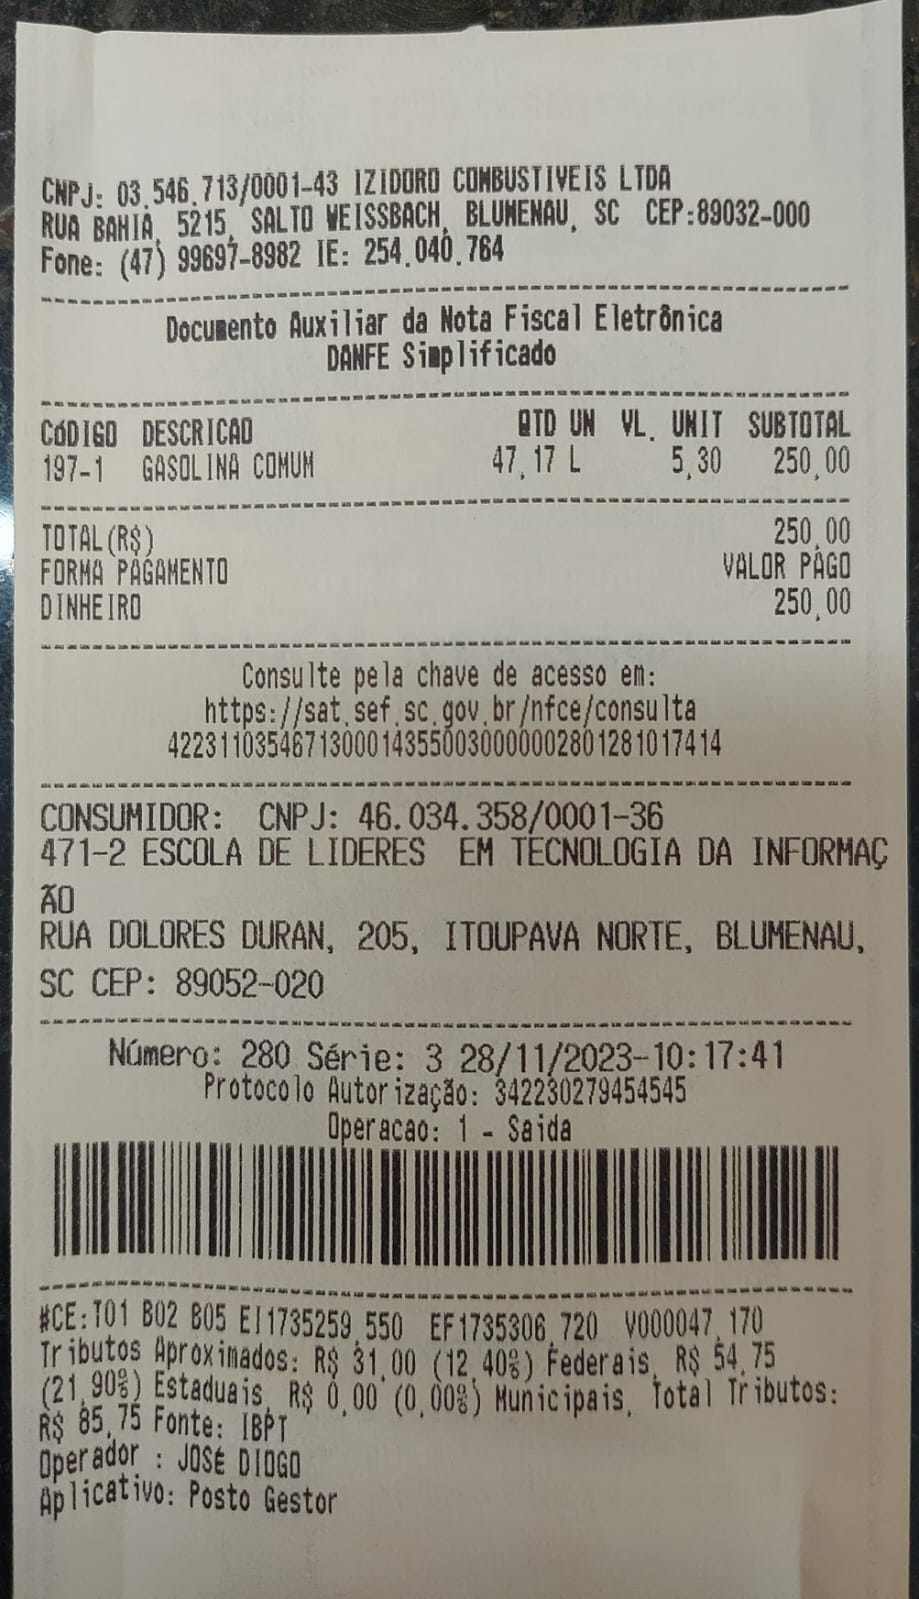 CNPJ: 03.546.713/0001-43 IZIDORO COMBUSTIVEIS LTDA
RUA BAHIA, 5215, SALTO WEISSBACH, BLUMENAU, SC CEP:89032-000
Fone: (47) 99697-8982 IE: 254.040.764
Documento Auxiliar da Nota Fiscal Eletrônica
DANFE Simplificado
CÓDIGO DESCRICAO QTD UN VL. UNIT SUBTOTAL
197-1 GASOLINA COMUM 47,17 L 5,30 250,00
TOTAL(R$) 250,00
FORMA PAGAMENTO VALOR PAGO
DINHEIRO 250,00
Consulte pela chave de acesso em:
https://sat.sef.sc.gov.br/nfce/consulta
42231103546713000143550030000002801281017414
CONSUMIDOR: CNPJ: 46.034.358/0001-36
471-2 ESCOLA DE LIDERES EM TECNOLOGIA DA INFORMAÇ
ÃO
RUA DOLORES DURAN, 205, ITOUPAVA NORTE, BLUMENAU,
SC CEP: 89052-020
Número: 280 Série: 3 28/11/2023-10:17:41
Protocolo Autorização: 342230279454545
Operacao: 1 - Saida
#CE:T01 B02 B05 EI1735259,550 EF1735306,720 V000047,170
Tributos Aproximados: R$ 31,00 (12,40%) Federais, R$ 54,75
(21,90%) Estaduais, R$ 0,00 (0,00%) Municipais, Total Tributos:
R$ 85,75 Fonte: IBPT
Operador : JOSÉ DIOGO
Aplicativo: Posto Gestor